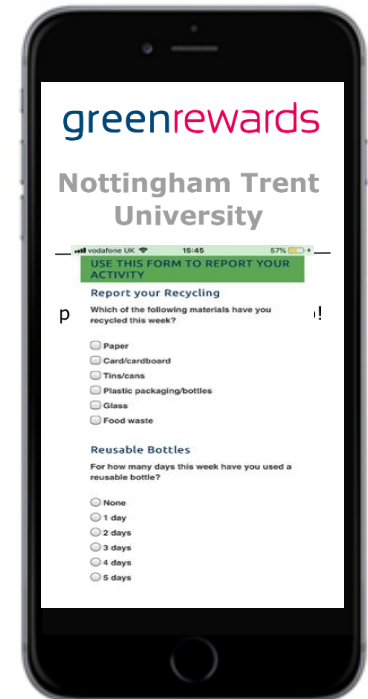 greenrewards
Nottingham Trent
University
vodafone UK 15:45 57%
USE THIS FORM TO REPORT YOUR
ACTIVITY
Report your Recycling
p
Which of the following materials have you
!
recycled this week?
Paper
Card/cardboard
Tins/cans
Plastic packaging/bottles
Glass
Food waste
Reusable Bottles
For how many days this week have you used a
reusable bottle?
None
1 day
2 days
3 days
4 days
5 days